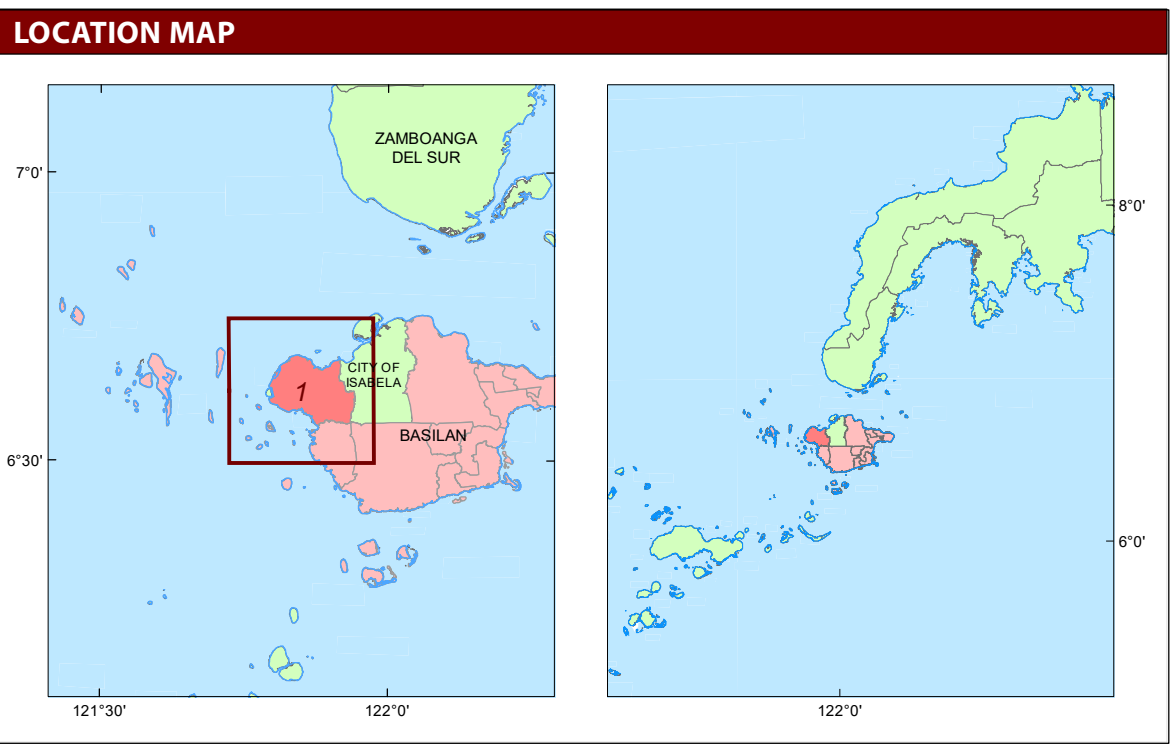 LOCATION MAP
ZAMBOANGA
DEL SUR
7°0'
CITY OF
ISABELA
1
BASILAN
6°30'
121°30'
122°0'
8°0'
6°0'
122°0'